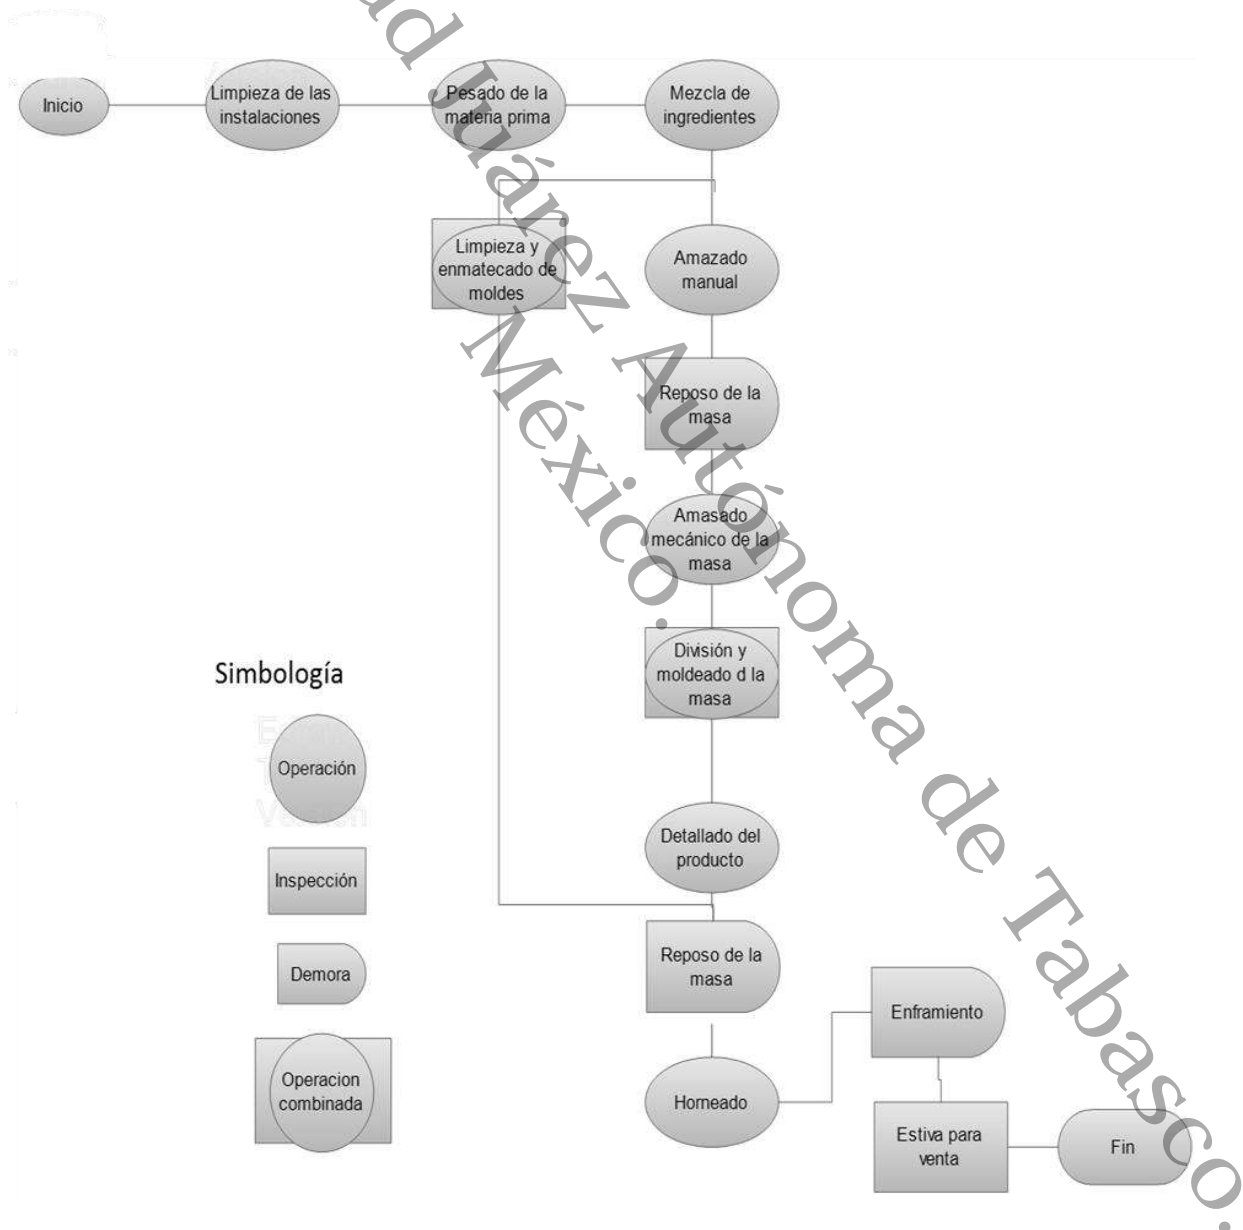 Inicio
Limpieza de las
instalaciones
Pesado de la
materia prima
Mezcla de
ingredientes
Limpieza y
enmatecado de
moldes
Amazado
manual
Reposo de la
masa
Amasado
mecánico de la
masa
División y
moldeado d la
masa
Detallado del
producto
Reposo de la
masa
Horneado
Enframiento
Estiva para
venta
Fin
Simbología
Operación
Inspección
Demora
Operacion
combinada
Juárez Autónoma de Tabasco.
México.